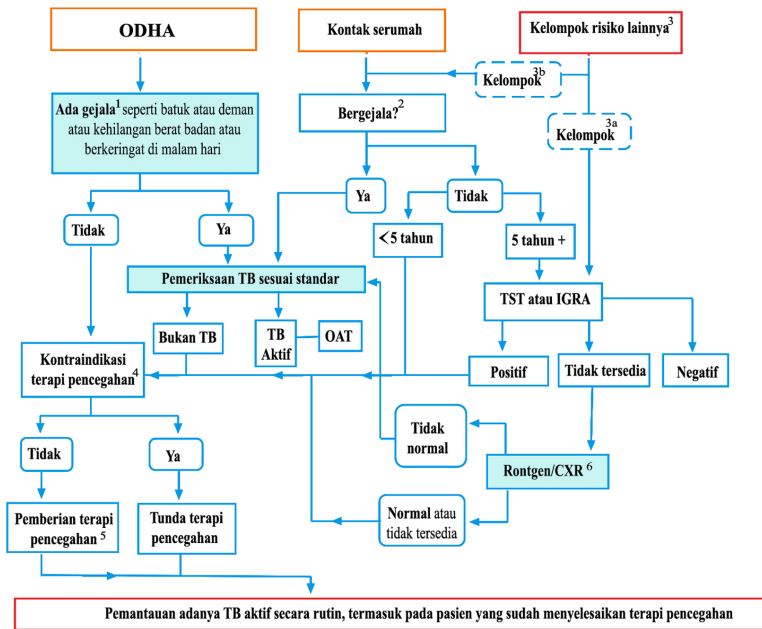 ODHA
Kontak serumah
Kelompok risiko lainnya3
Kelompok3b
Ada gejala1 seperti batuk atau deman
atau kehilangan berat badan atau
berkeringat di malam hari
Bergejala?2
Kelompok3a
Tidak
Ya
Ya
Tidak
<5 tahun
5 tahun +
Pemeriksaan TB sesuai standar
TST atau IGRA
Bukan TB
TB
Aktif
OAT
Kontraindikasi
terapi pencegahan4
Positif
Tidak tersedia
Negatif
Tidak
normal
Tidak
Ya
Rontgen/CXR 6
Pemberian terapi
pencegahan 5
Tunda terapi
pencegahan
Normal atau
tidak tersedia
Pemantauan adanya TB aktif secara rutin, termasuk pada pasien yang sudah menyelesaikan terapi pencegahan